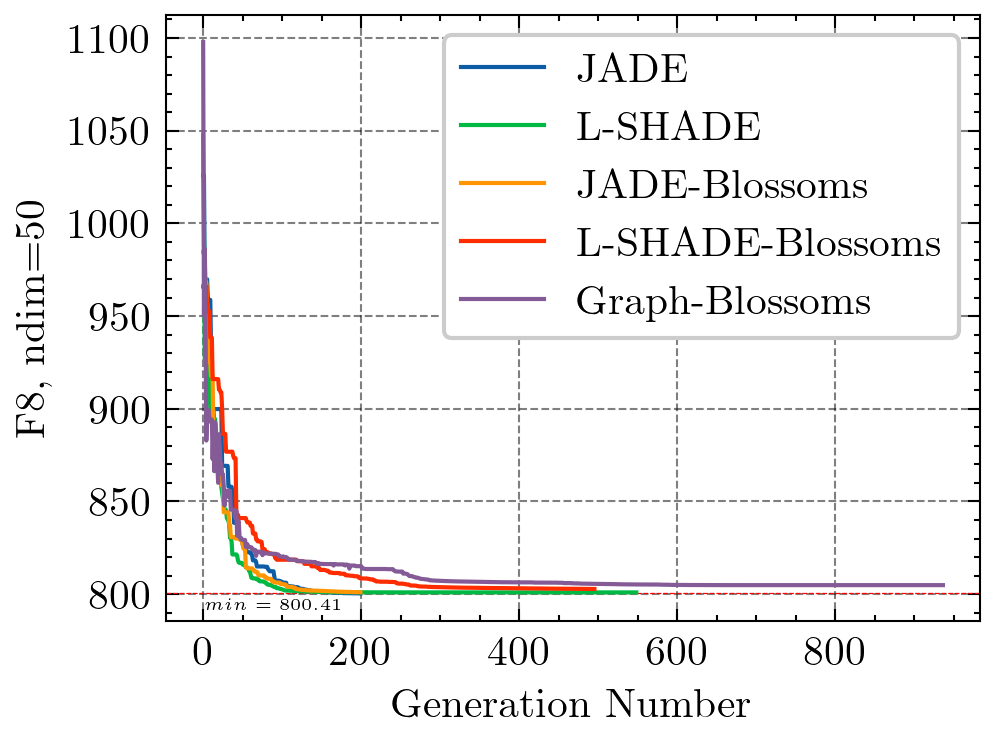 1100
1050
1000
950
900
850
800
F8, ndim=50
JADE
L-SHADE
JADE-Blossoms
L-SHADE-Blossoms
Graph-Blossoms
min = 800.41
0
200
400
600
800
Generation Number